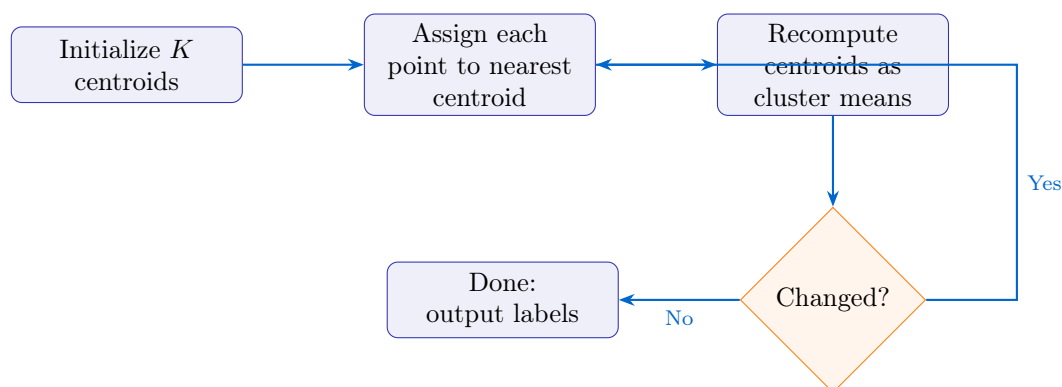 Initialize K
centroids
Assign each
point to nearest
centroid
Recompute
centroids as
cluster means
Yes
Changed?
Done:
output labels
No